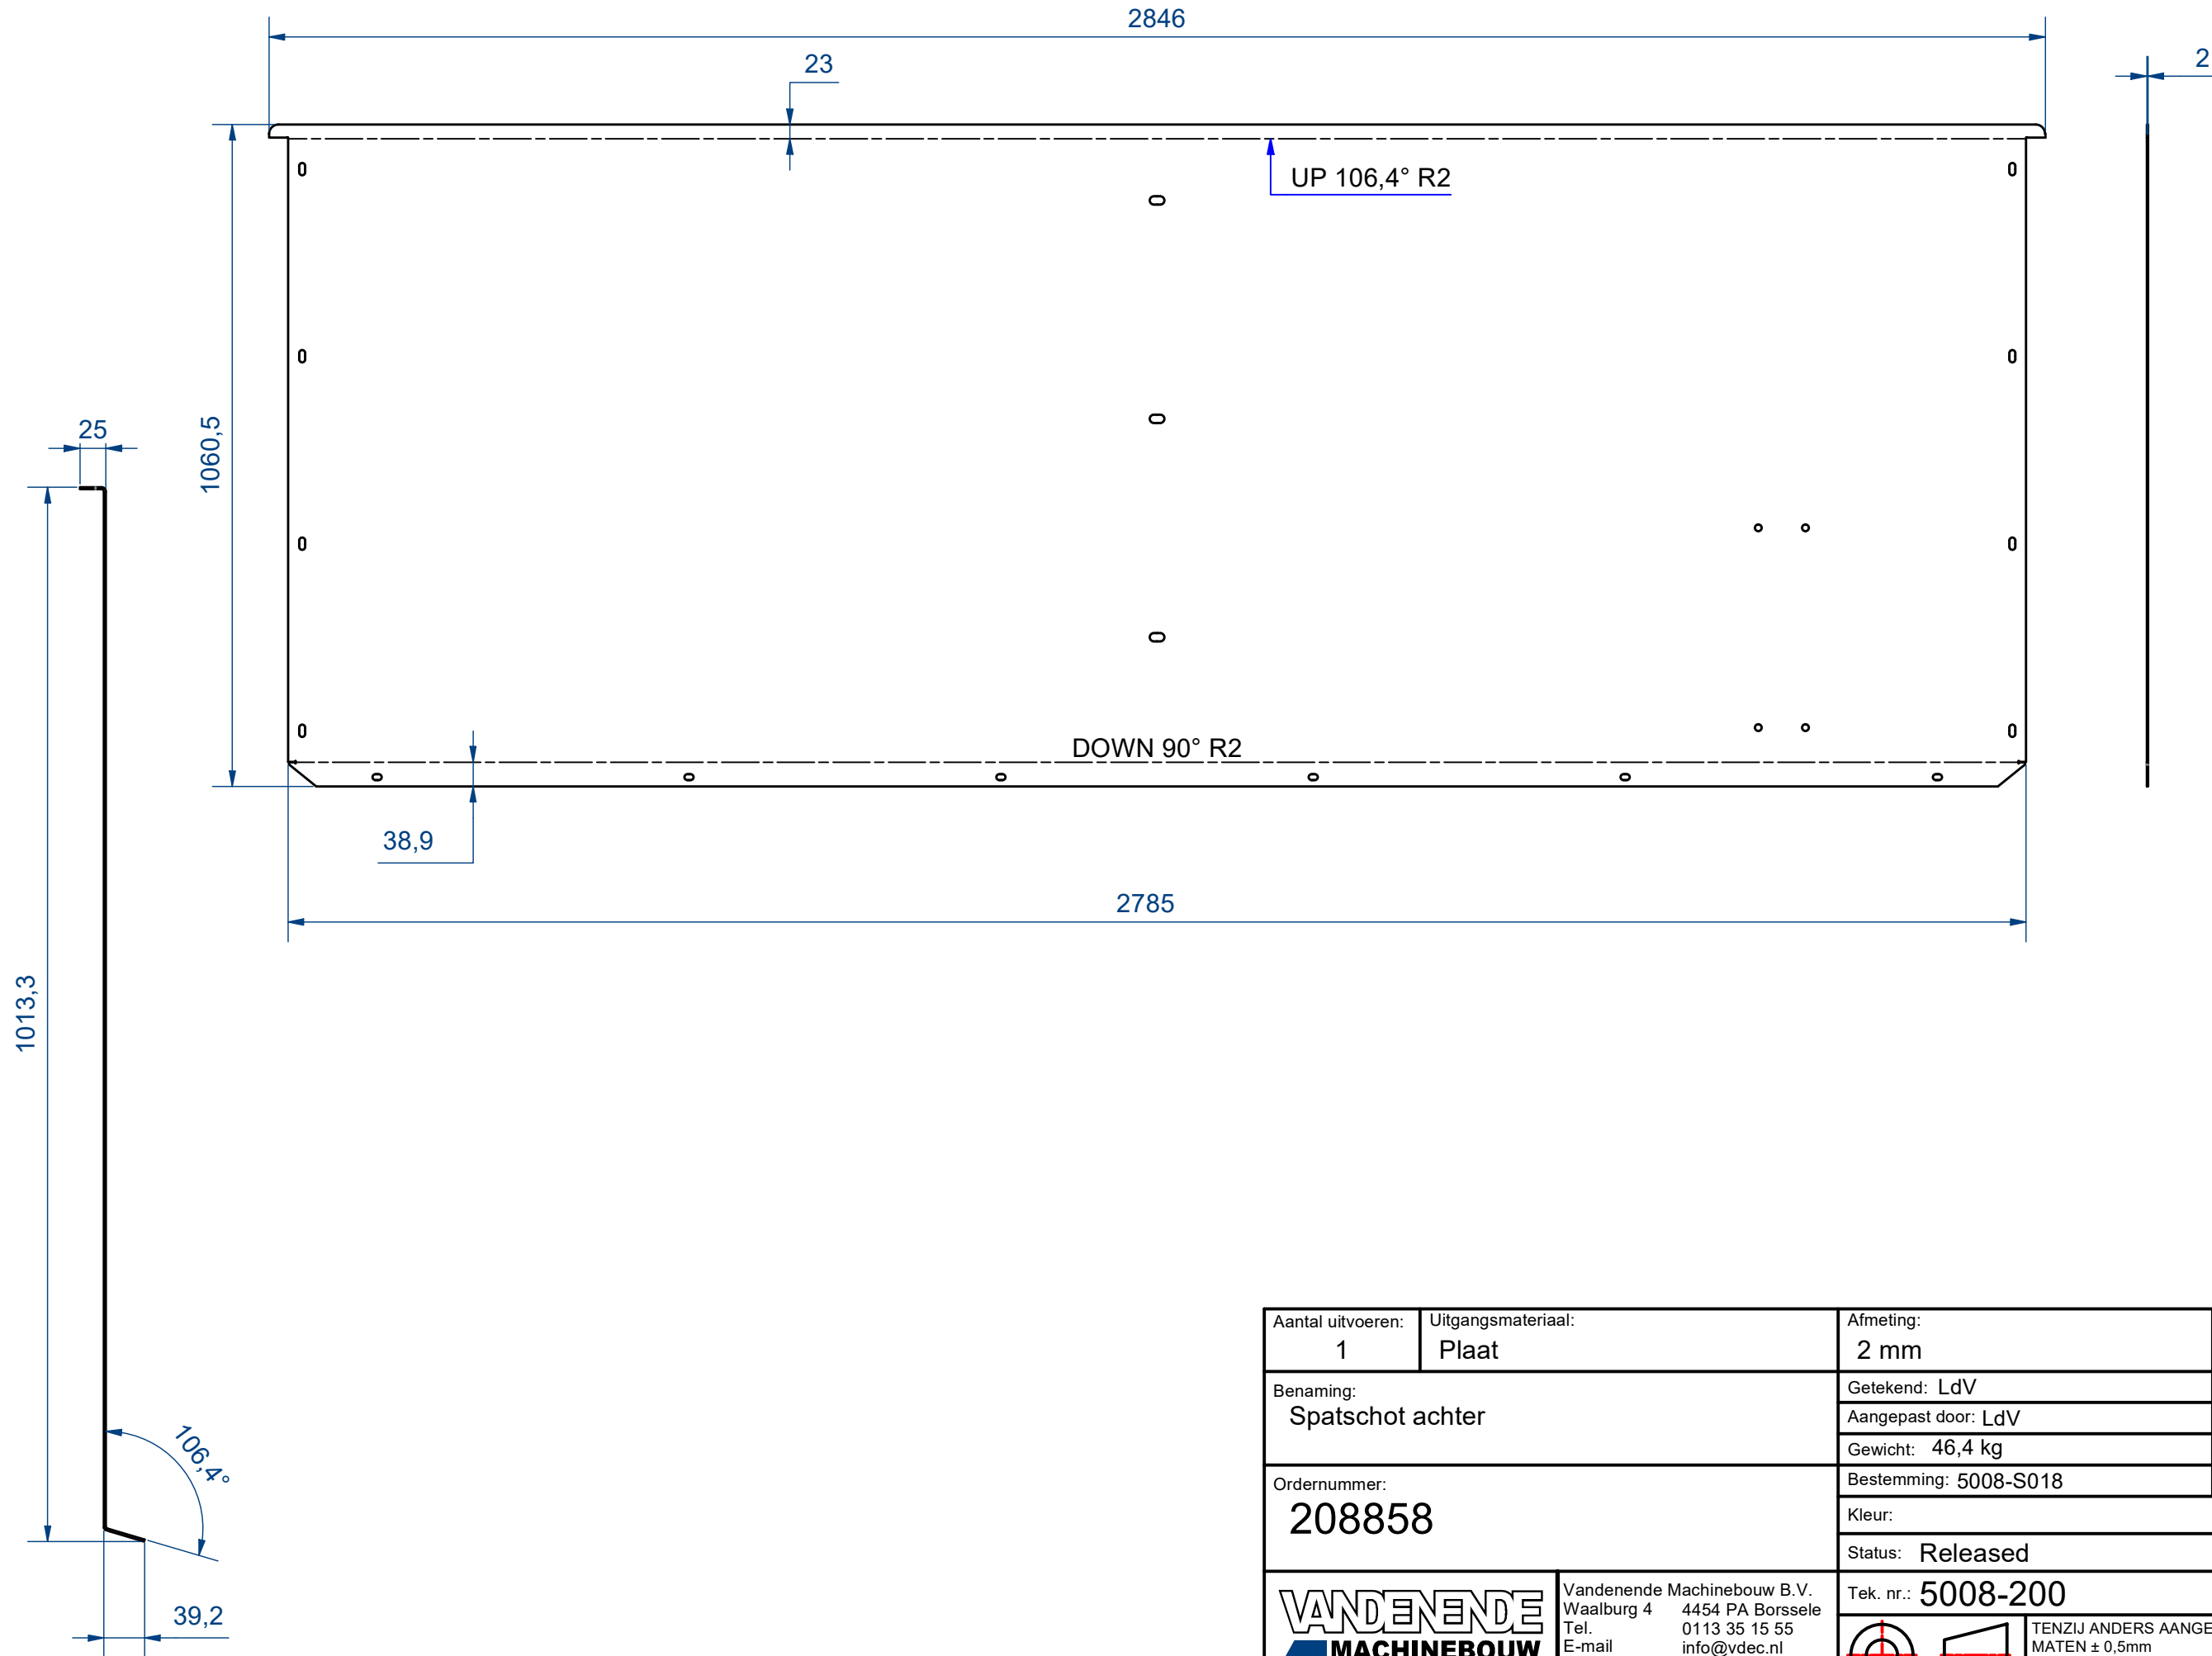 2846
23
2
UP 106,4° R2
25
1060,5
DOWN 90° R2
38,9
2785
1013,3
106,4°
39,2
Aantal uitvoeren:
1
Uitgangsmateriaal:
Plaat
Afmeting:
2 mm
Benaming:
Spatschot achter
Getekend: LdV
Aangepast door: LdV
Gewicht: 46,4 kg
Ordernummer:
208858
Bestemming: 5008-S018
Kleur:
Status: Released
VANDENENDE
MACHINEBOUW
Vandenende Machinebouw B.V.
Waalburg 4 4454 PA Borssele
Tel. 0113 35 15 55
E-mail info@vdec.nl
Tek. nr.: 5008-200
TENZIJ ANDERS AANGE
MATEN ± 0,5mm